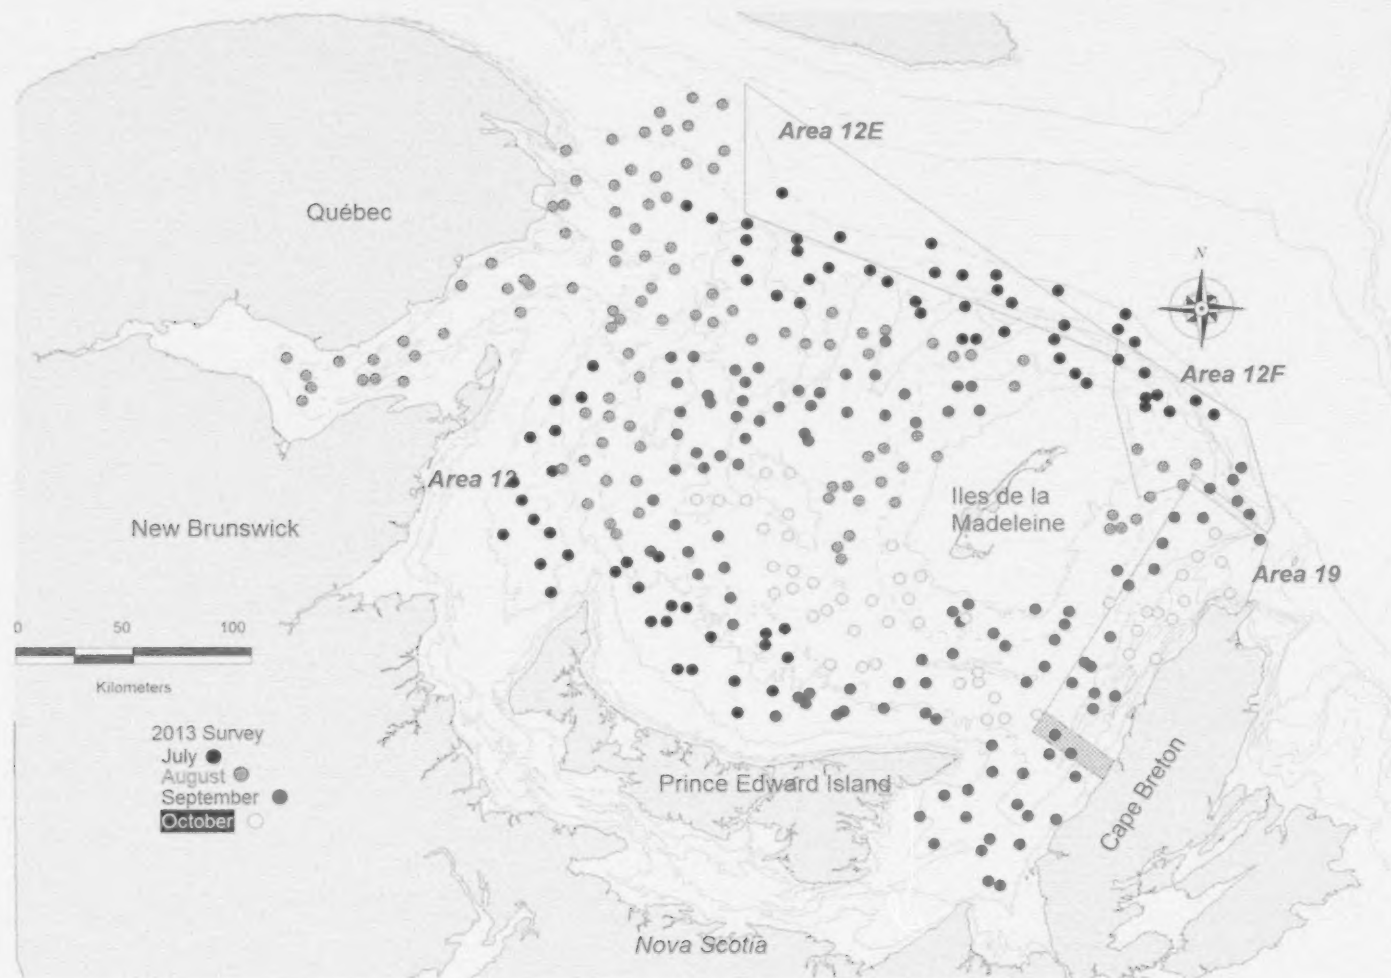 Area 12E
Québec
N
Area 12F
Area 12
Iles de la
Madeleine
New Brunswick
Area 19
0 50 100
Kilometers
2013 Survey
July
August
September
October
Prince Edward Island
Cape Breton
Nova Scotia